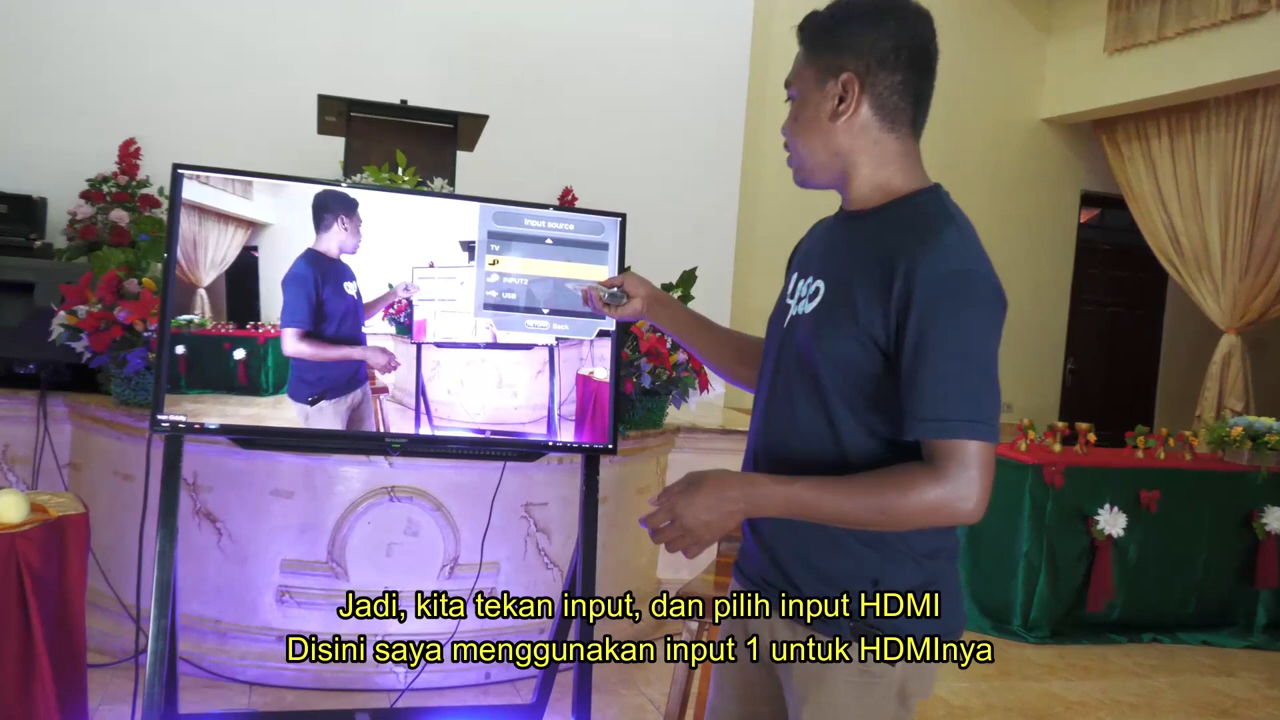 Input source
TV
INPUT2
USB
Back
SHARP
Jadi, kita tekan input, dan pilih input HDMI
Disini saya menggunakan input 1 untuk HDMInya